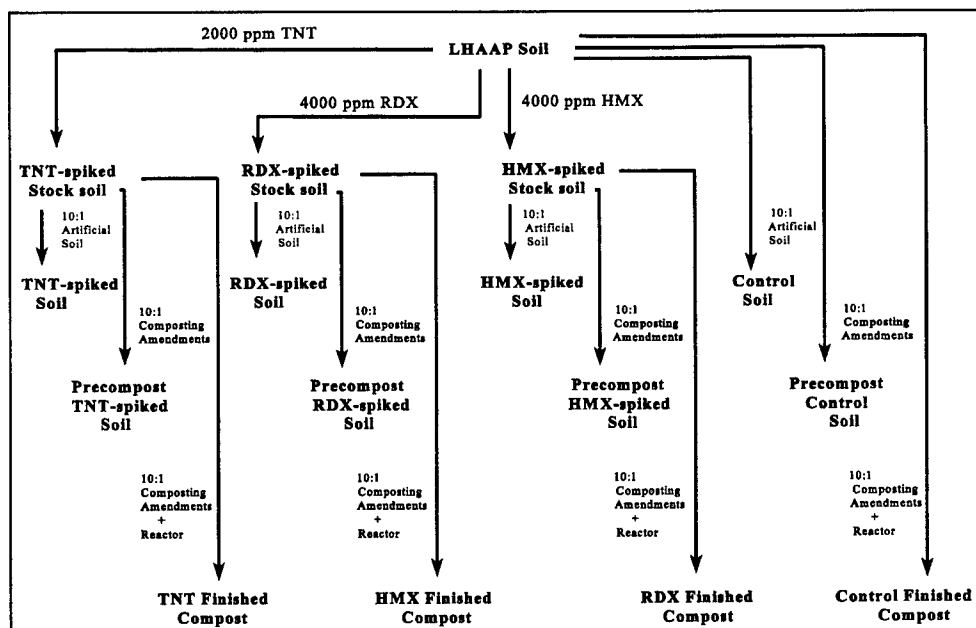 2000 ppm TNT
LHAAP Soil
4000 ppm RDX
4000 ppm HMX
TNT-spiked
Stock soil
RDX-spiked
Stock soil
HMX-spiked
Stock soil
10:1
Artificial
Soil
10:1
Artificial
Soil
10:1
Artificial
Soil
10:1
Artificial
Soil
TNT-spiked
Soil
RDX-spiked
Soil
HMX-spiked
Soil
Control
Soil
10:1
Composting
Amendments
10:1
Composting
Amendments
10:1
Composting
Amendments
10:1
Composting
Amendments
Precompost
TNT-spiked
Soil
Precompost
RDX-spiked
Soil
Precompost
HMX-spiked
Soil
Precompost
Control
Soil
10:1
Composting
Amendments
+
Reactor
10:1
Composting
Amendments
+
Reactor
10:1
Composting
Amendments
+
Reactor
10:1
Composting
Amendments
+
Reactor
TNT Finished
Compost
HMX Finished
Compost
RDX Finished
Compost
Control Finished
Compost